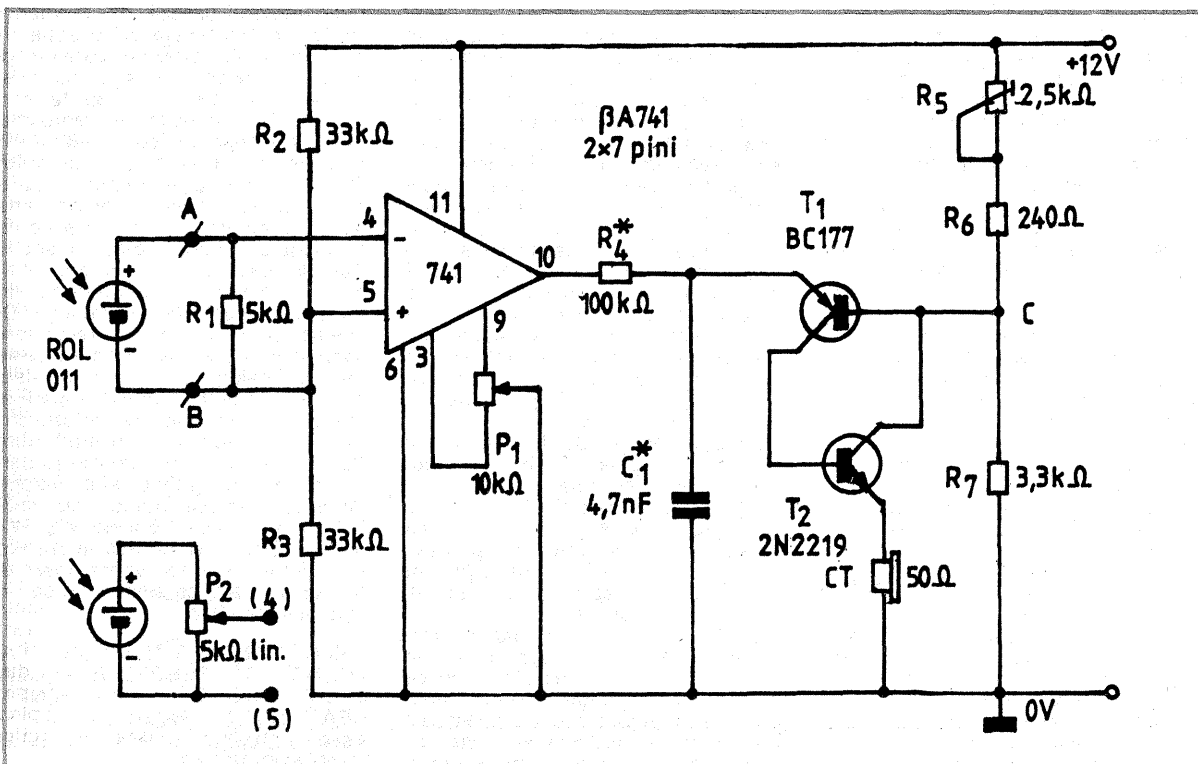 +12V
R5 2,5kΩ
R2 33kΩ
βA741
2×7 pini
A
4
11
T1
BC177
R6 240Ω
-
741
10
R4*
100kΩ
+
R1 5kΩ
5
+
9
C
ROL
011
-
6
3
B
P1
10kΩ
C1*
4,7nF
R7 3,3kΩ
T2
2N2219
R3 33kΩ
CT 50Ω
+
P2
(4)
5kΩ lin.
-
(5)
0V